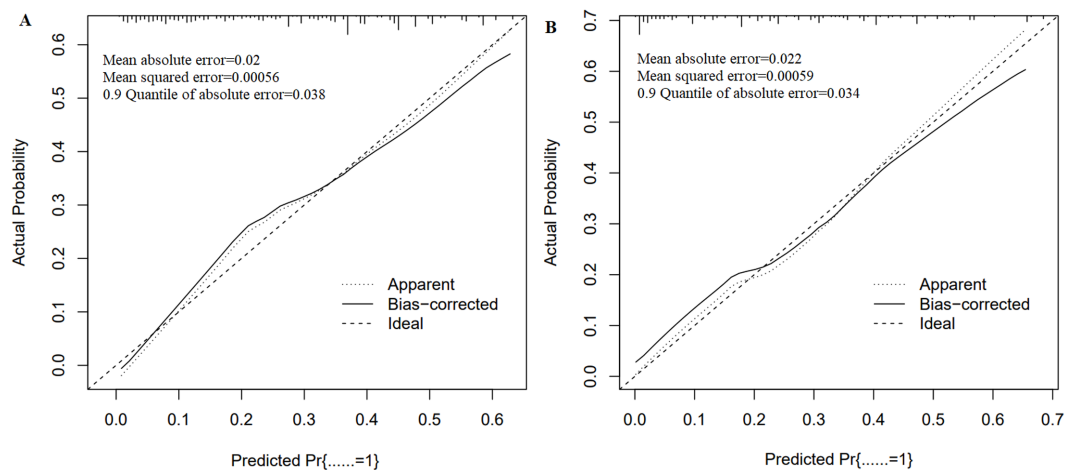 A
Mean absolute error=0.02
Mean squared error=0.00056
0.9 Quantile of absolute error=0.038
Actual Probability
0.6
0.5
0.4
0.3
0.2
0.1
0.0
Apparent
Bias−corrected
Ideal
0.0 0.1 0.2 0.3 0.4 0.5 0.6
Predicted Pr{......=1}
B
Mean absolute error=0.022
Mean squared error=0.00059
0.9 Quantile of absolute error=0.034
Actual Probability
0.7
0.6
0.5
0.4
0.3
0.2
0.1
0.0
Apparent
Bias−corrected
Ideal
0.0 0.1 0.2 0.3 0.4 0.5 0.6 0.7
Predicted Pr{......=1}